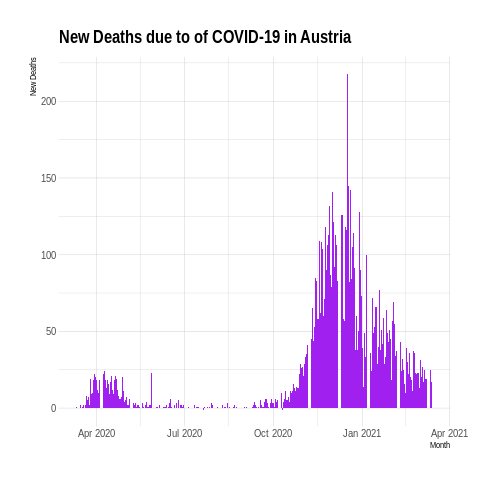 New Deaths due to of COVID-19 in Austria
New Deaths
200
150
100
50
0
Apr 2020
Jul 2020
Oct 2020
Jan 2021
Apr 2021
Month